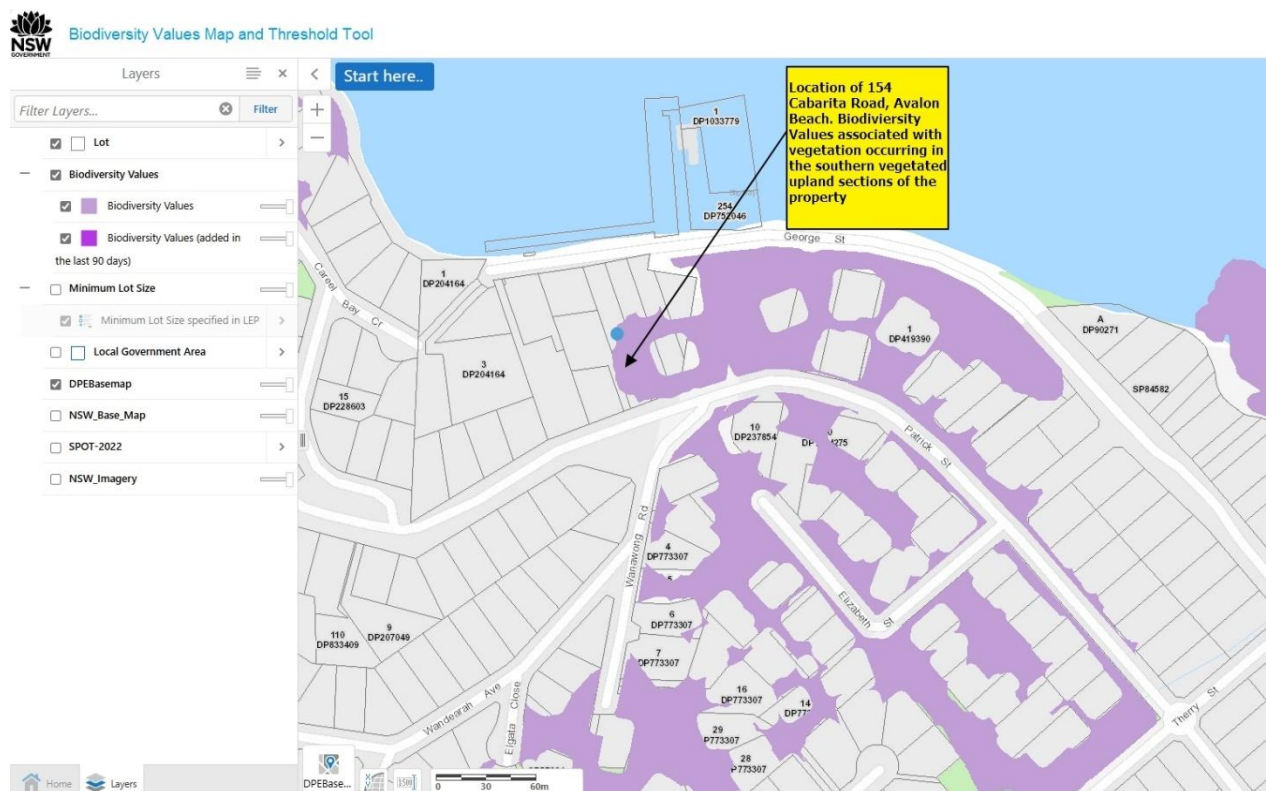 NSW
GOVERNMENT
Biodiversity Values Map and Threshold Tool
Layers
Filter Layers...
Filter
Lot
Biodiversity Values
Biodiversity Values
Biodiversity Values (added in
the last 90 days)
Minimum Lot Size
Minimum Lot Size specified in LEP
Local Government Area
DPEBasemap
NSW_Base_Map
SPOT-2022
NSW_Imagery
Home
Layers
Start here..
Location of 154
Cabarita Road, Avalon
Beach. Biodiviersity
Values associated with
vegetation occurring in
the southern vegetated
upland sections of the
property
1
DP1033779
254
DP752046
George St
1
DP204164
Careel Bay Cr
3
DP204164
15
DP228603
1
DP419390
A
DP90271
SP84582
10
DP237854
Patrick St
Wanawong Rd
4
DP773307
5
6
DP773307
7
DP773307
Elizabeth St
110
DP833409
9
DP207049
16
DP773307
14
29
P773307
28
P773307
Wandearah Ave
Elgata Close
Therry St
DPEBase...
0 30 60m